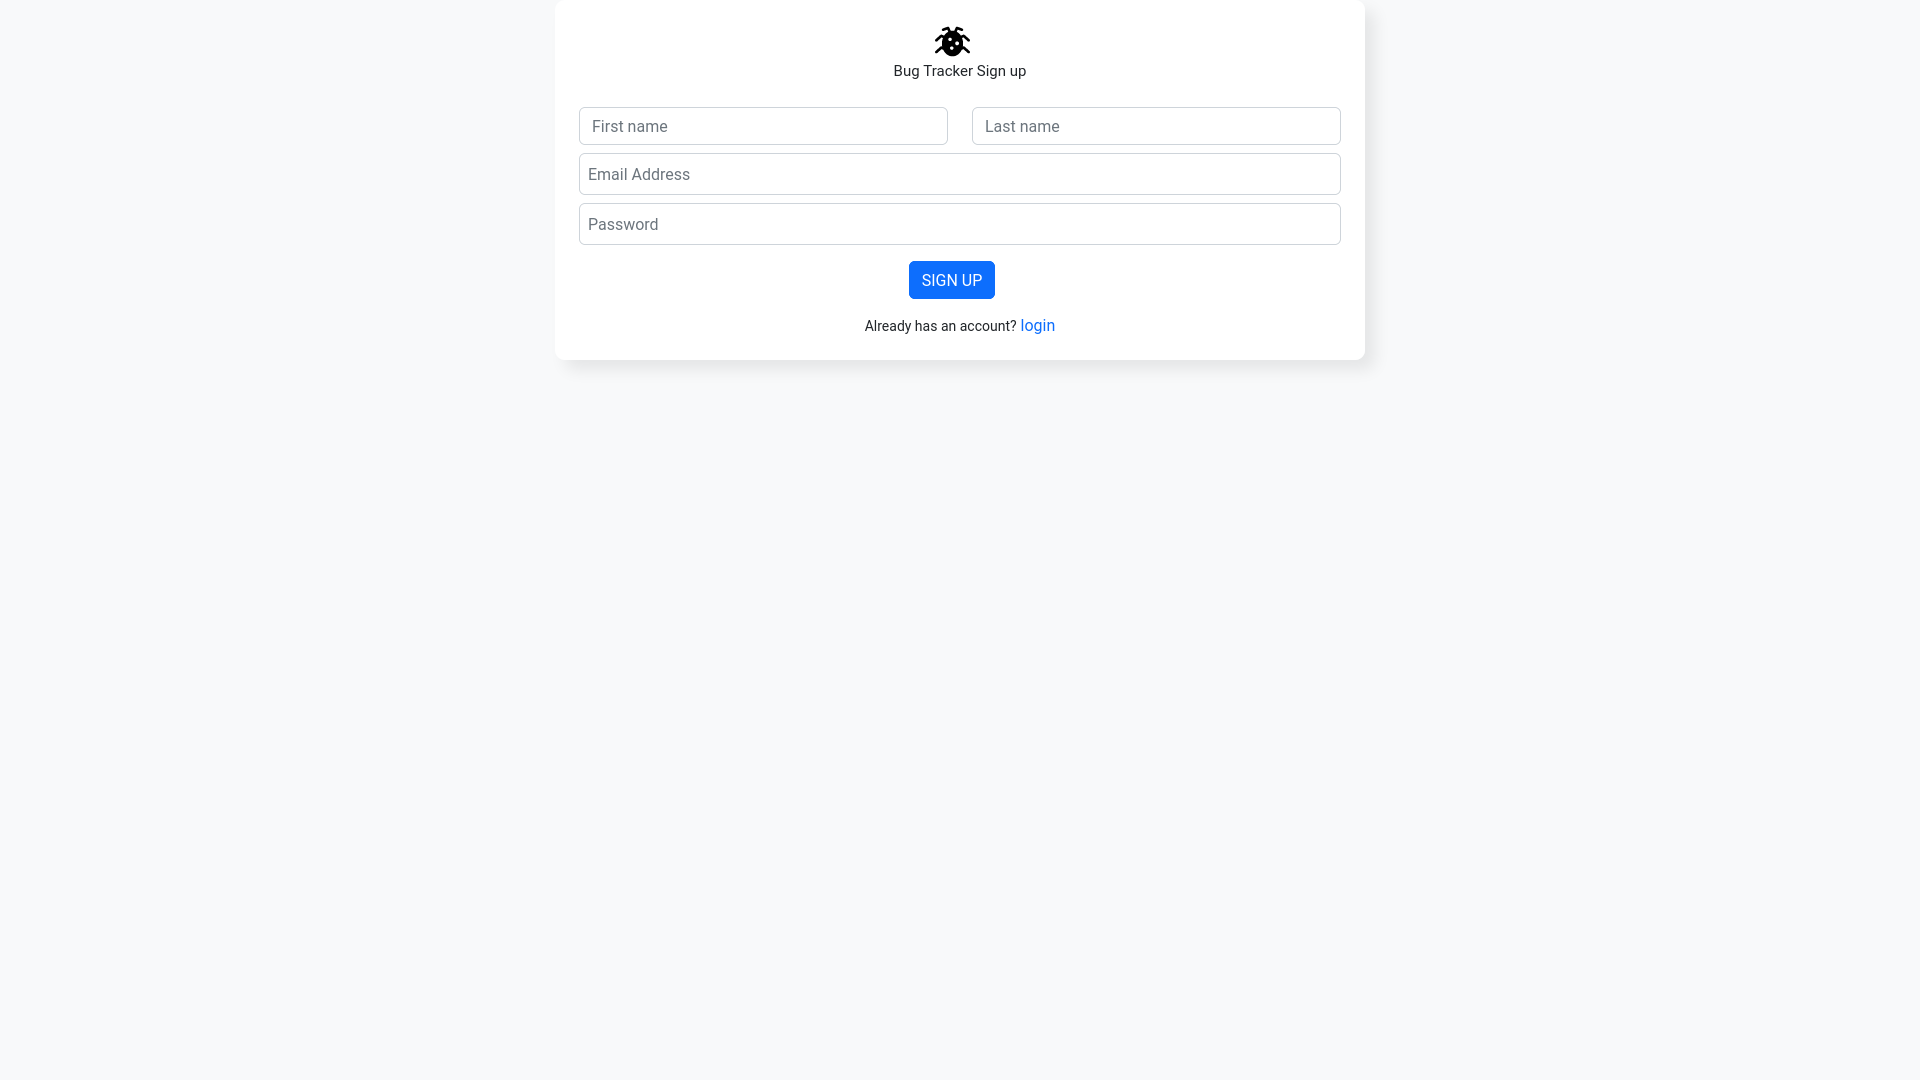 Bug Tracker Sign up
First name
Last name
Email Address
Password
SIGN UP
Already has an account? login